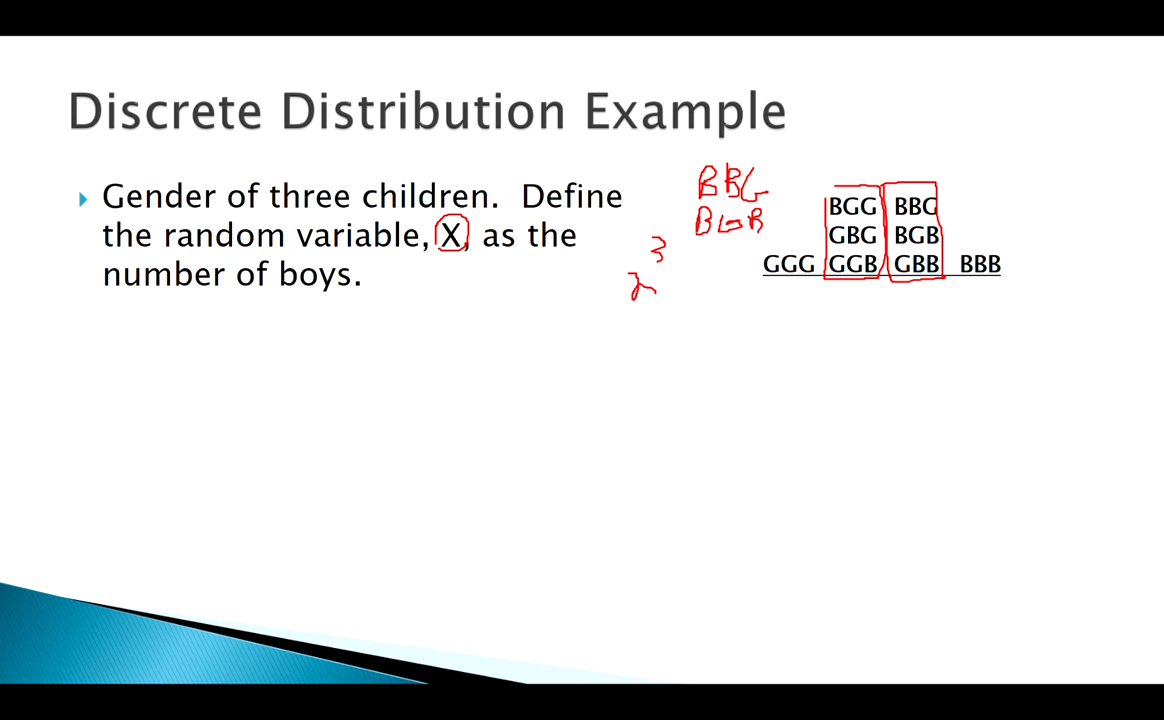 Discrete Distribution Example
Gender of three children. Define
the random variable, X, as the
number of boys.
BBG
BGB
2³
BGG BBG
GBG BGB
GGG GGB GBB BBB